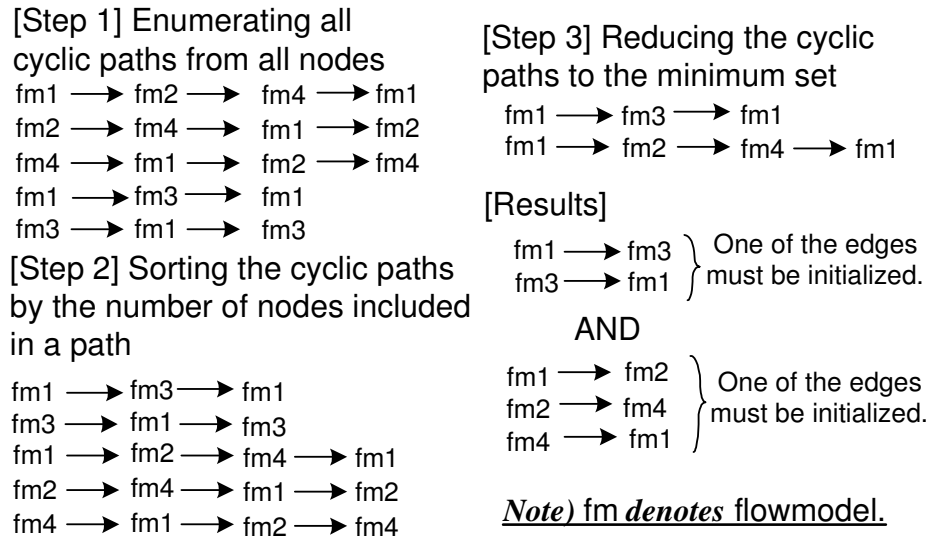 [Step 1] Enumerating all
cyclic paths from all nodes
fm1 → fm2 → fm4 → fm1
fm2 → fm4 → fm1 → fm2
fm4 → fm1 → fm2 → fm4
fm1 → fm3 → fm1
fm3 → fm1 → fm3
[Step 2] Sorting the cyclic paths
by the number of nodes included
in a path
fm1 → fm3 → fm1
fm3 → fm1 → fm3
fm1 → fm2 → fm4 → fm1
fm2 → fm4 → fm1 → fm2
fm4 → fm1 → fm2 → fm4
[Step 3] Reducing the cyclic
paths to the minimum set
fm1 → fm3 → fm1
fm1 → fm2 → fm4 → fm1
[Results]
fm1 → fm3
fm3 → fm1
One of the edges
must be initialized.
AND
fm1 → fm2
fm2 → fm4
fm4 → fm1
One of the edges
must be initialized.
Note) fm denotes flowmodel.